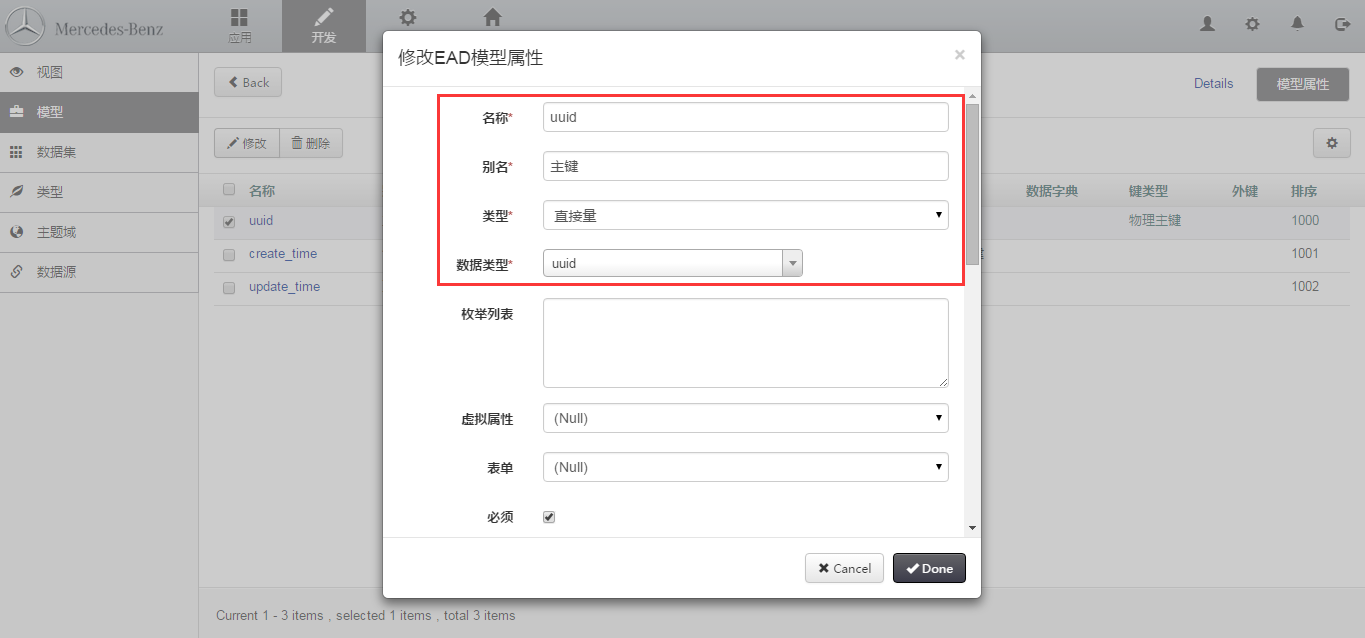 Mercedes-Benz
应用
开发
修改EAD模型属性
×
视图
模型
数据集
类型
主题域
数据源
Back
Details
模型属性
修改
删除
名称
数据字典
键类型
外键
排序
uuid
物理主键
1000
create_time
1001
update_time
1002
名称*
uuid
别名*
主键
类型*
直接量
数据类型*
uuid
枚举列表
虚拟属性
(Null)
表单
(Null)
必须
Cancel
Done
Current 1 - 3 items , selected 1 items , total 3 items